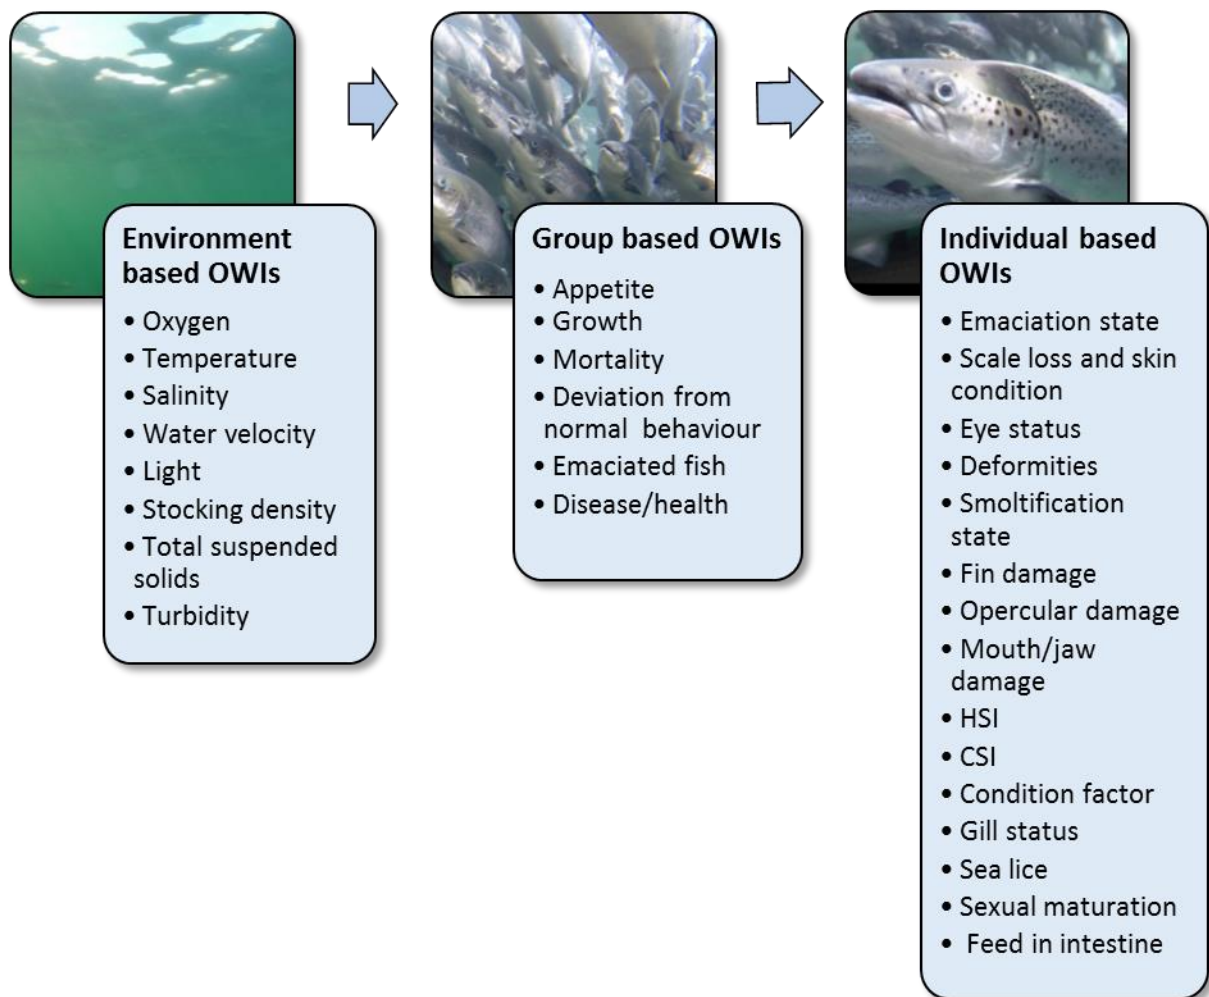 Environment
based OWIs
• Oxygen
• Temperature
• Salinity
• Water velocity
• Light
• Stocking density
• Total suspended
solids
• Turbidity
Group based OWIs
• Appetite
• Growth
• Mortality
• Deviation from
normal behaviour
• Emaciated fish
• Disease/health
Individual based
OWIs
• Emaciation state
• Scale loss and skin
condition
• Eye status
• Deformities
• Smoltification
state
• Fin damage
• Opercular damage
• Mouth/jaw
damage
• HSI
• CSI
• Condition factor
• Gill status
• Sea lice
• Sexual maturation
• Feed in intestine